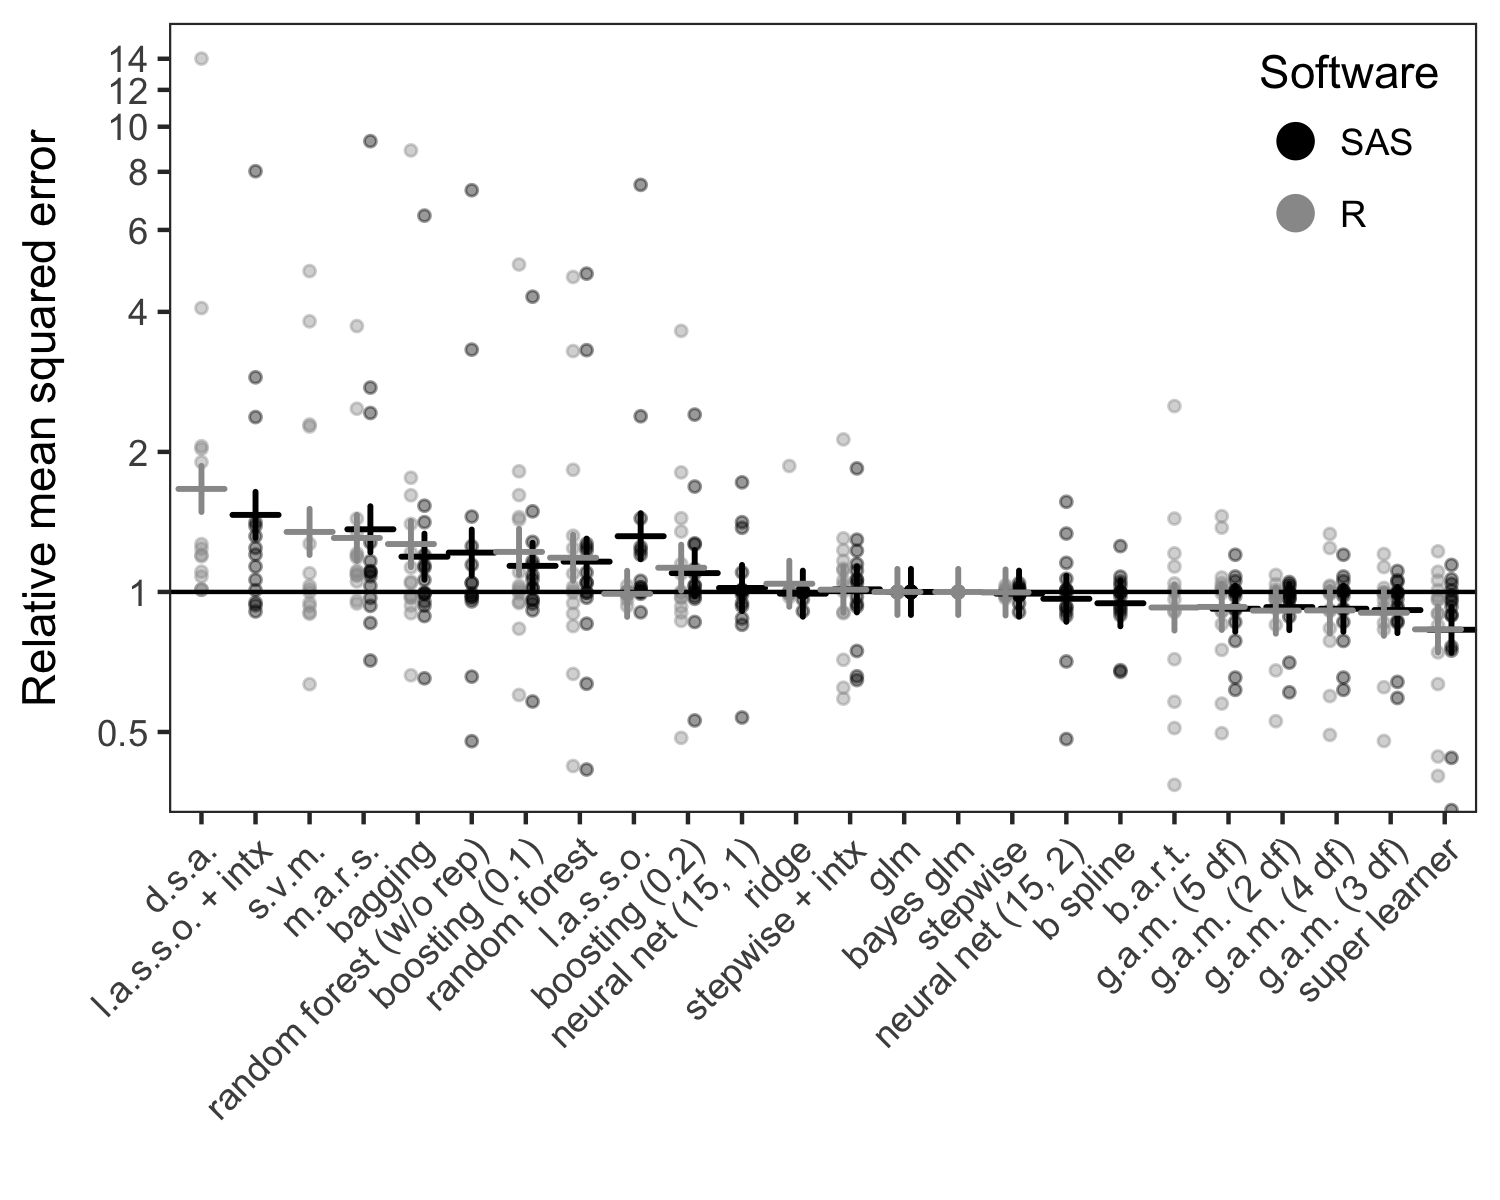 Relative mean squared error
14
12
10
8
6
4
2
1
0.5
Software
SAS
R
d.s.a.
l.a.s.s.o. + intx
s.v.m.
m.a.r.s.
bagging
random forest (w/o rep)
boosting (0.1)
random forest
l.a.s.s.o.
boosting (0.2)
neural net (15, 1)
ridge
stepwise + intx
glm
bayes glm
stepwise
neural net (15, 2)
b spline
b.a.r.t.
g.a.m. (5 df)
g.a.m. (2 df)
g.a.m. (4 df)
g.a.m. (3 df)
super learner